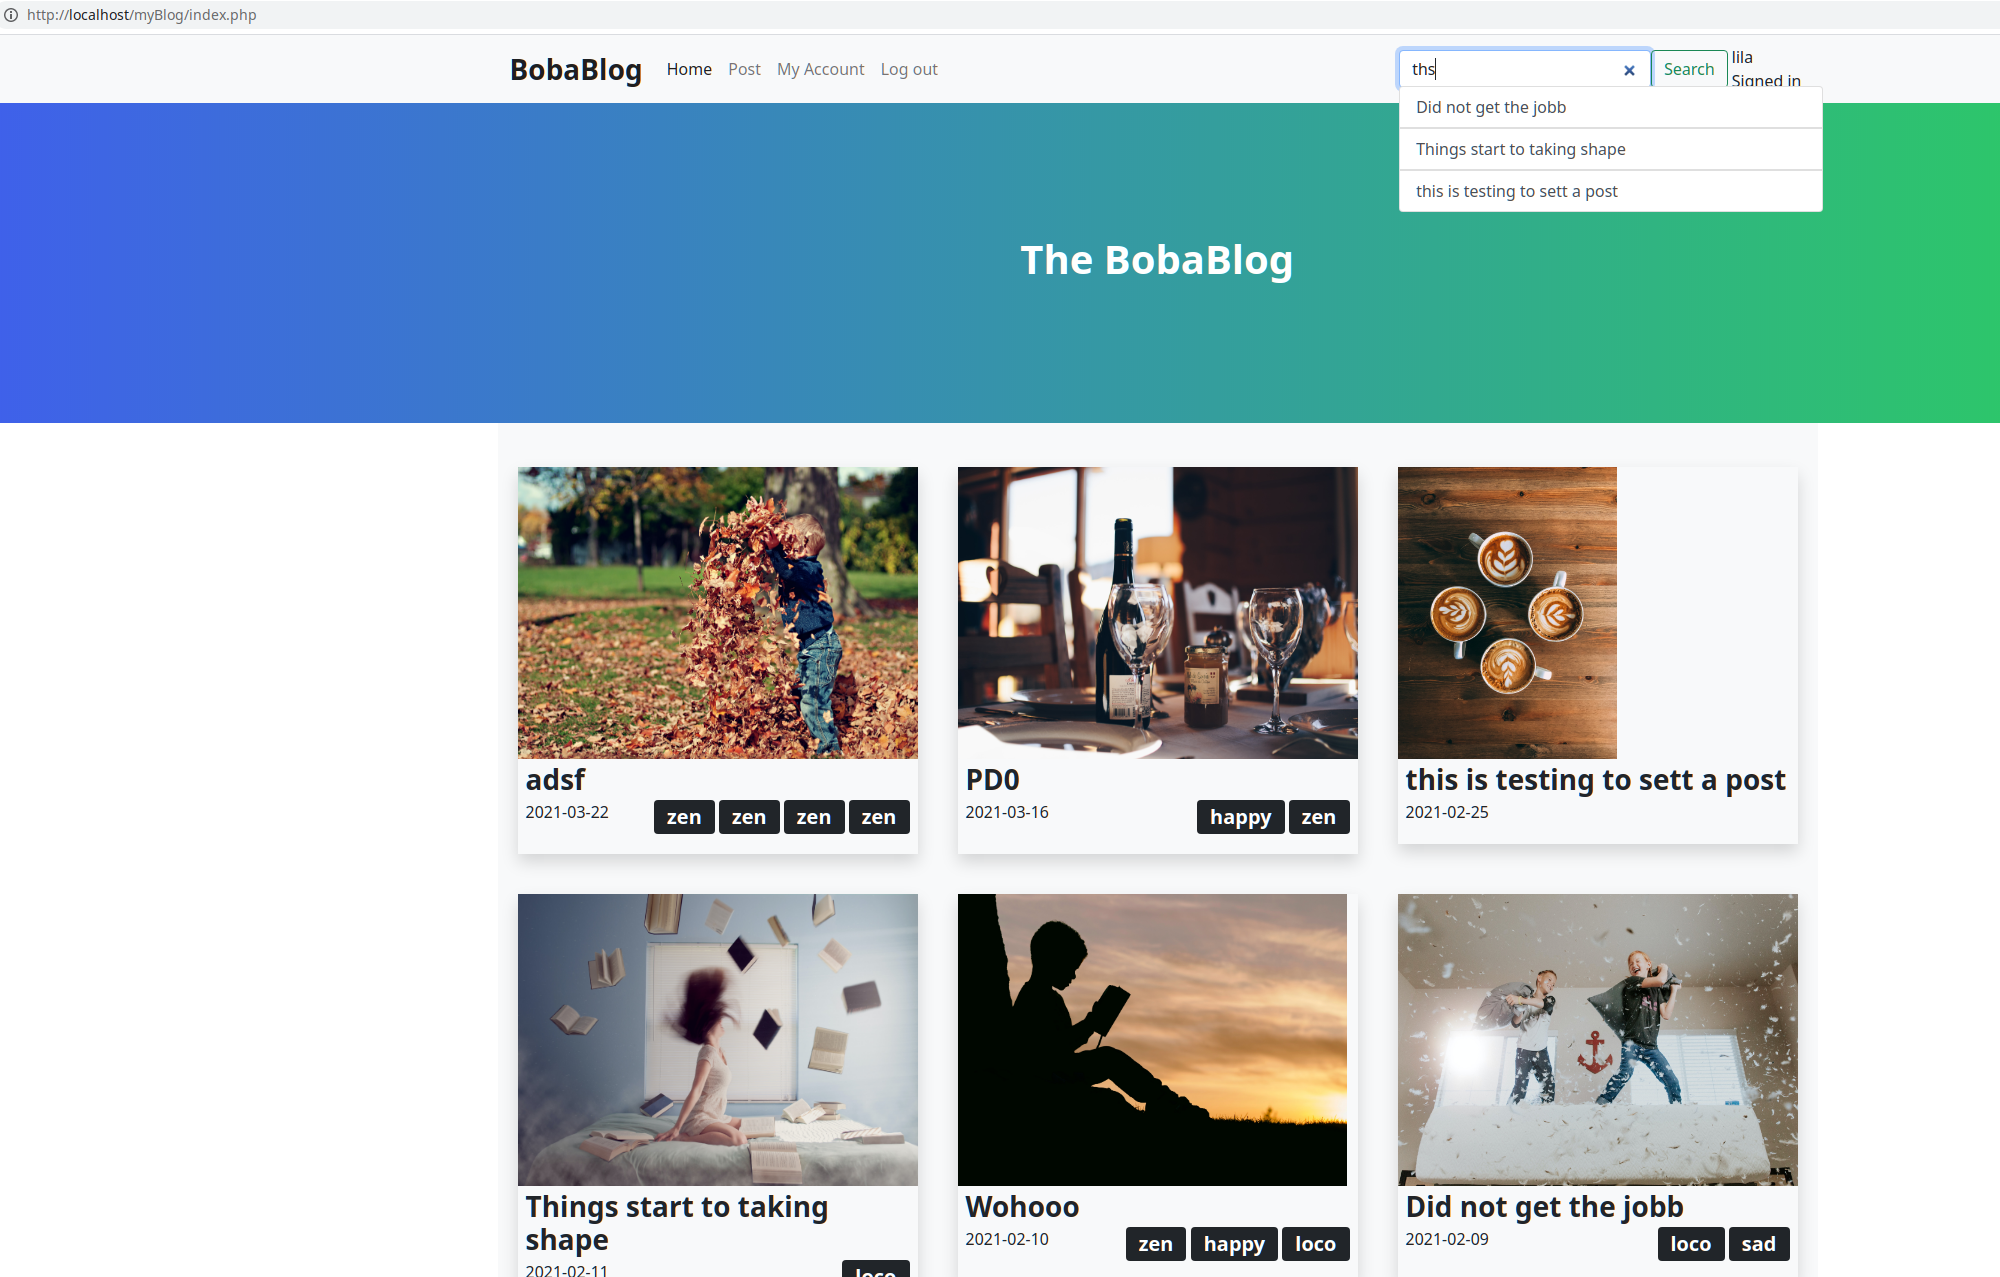 http://localhost/myBlog/index.php
BobaBlog Home Post My Account Log out
ths
Search
lila
Signed in
Did not get the jobb
Things start to taking shape
this is testing to sett a post
The BobaBlog
adsf
2021-03-22
zen zen zen zen
PD0
2021-03-16
happy zen
this is testing to sett a post
2021-02-25
Things start to taking
shape
2021-02-11
loco
Wohooo
2021-02-10
zen happy loco
Did not get the jobb
2021-02-09
loco sad